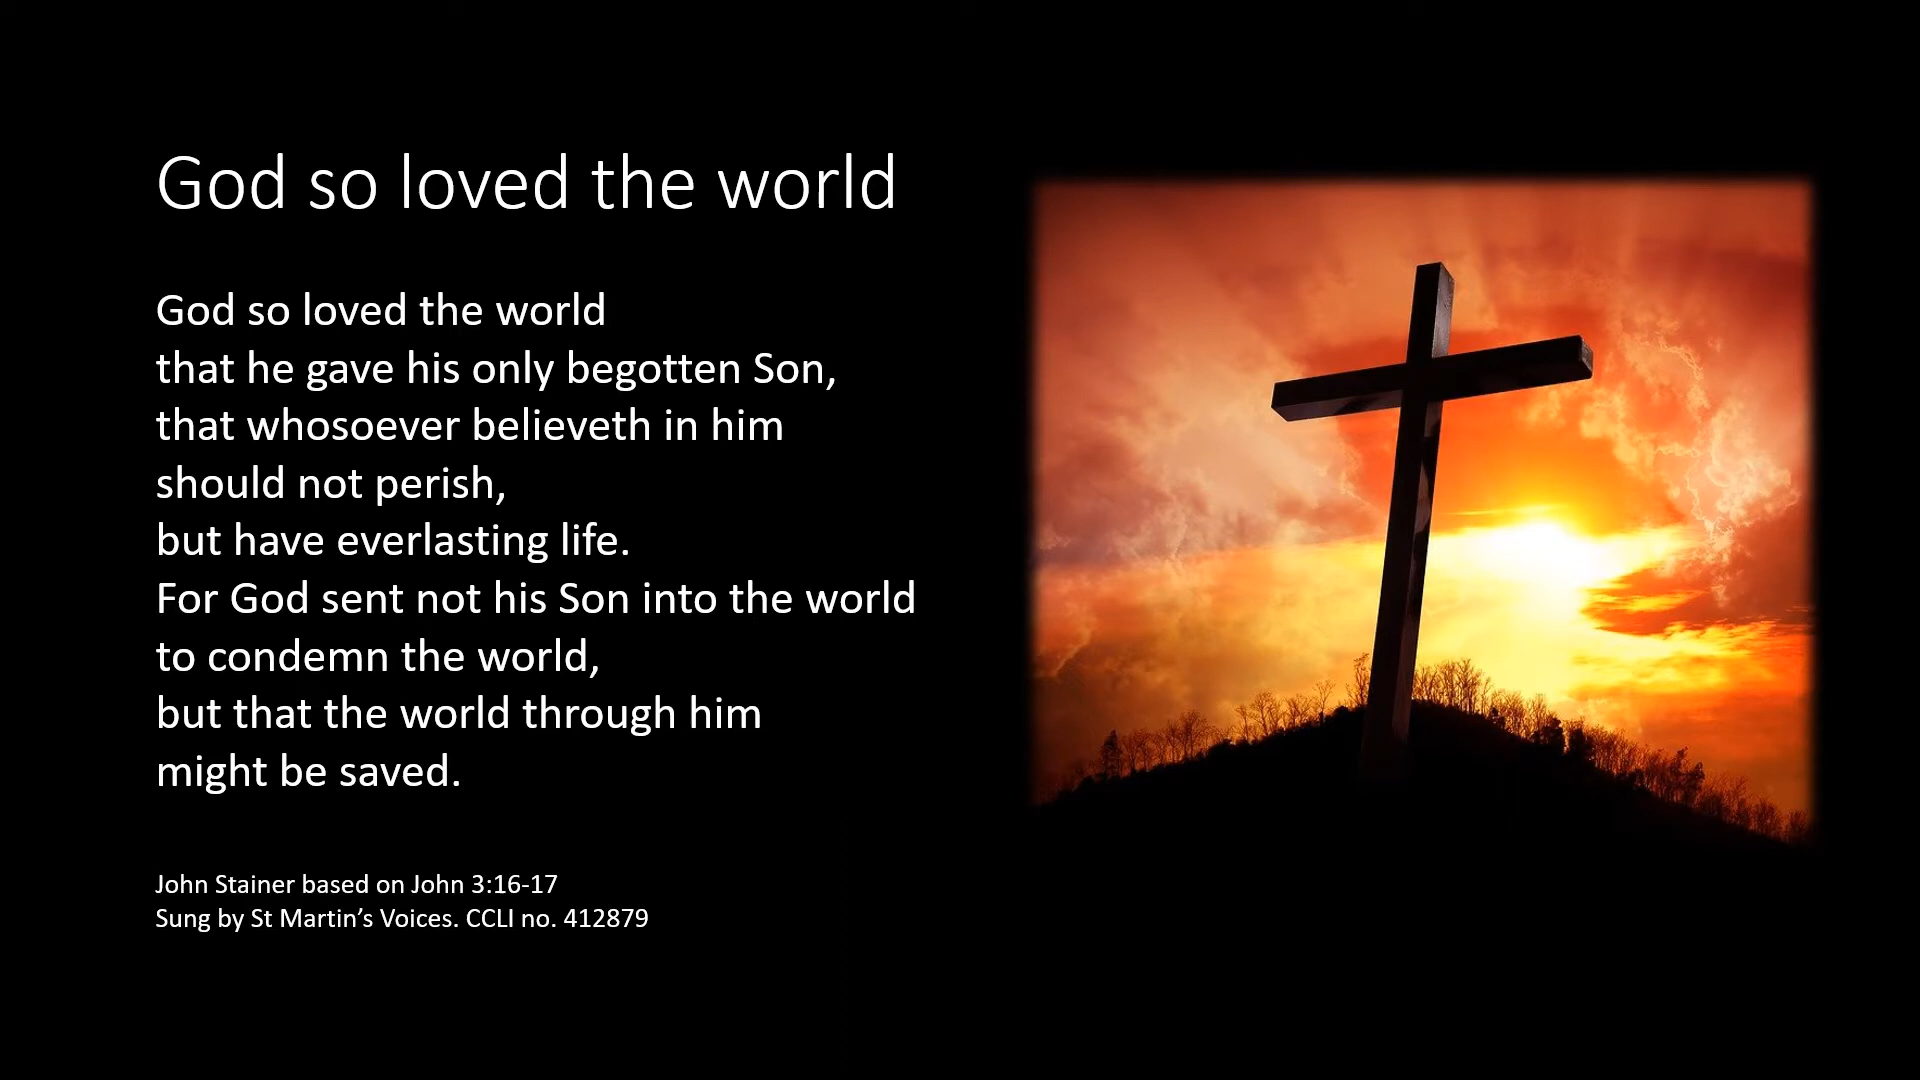 God so loved the world
God so loved the world
that he gave his only begotten Son,
that whosoever believeth in him
should not perish,
but have everlasting life.
For God sent not his Son into the world
to condemn the world,
but that the world through him
might be saved.
John Stainer based on John 3:16-17
Sung by St Martin’s Voices. CCLI no. 412879